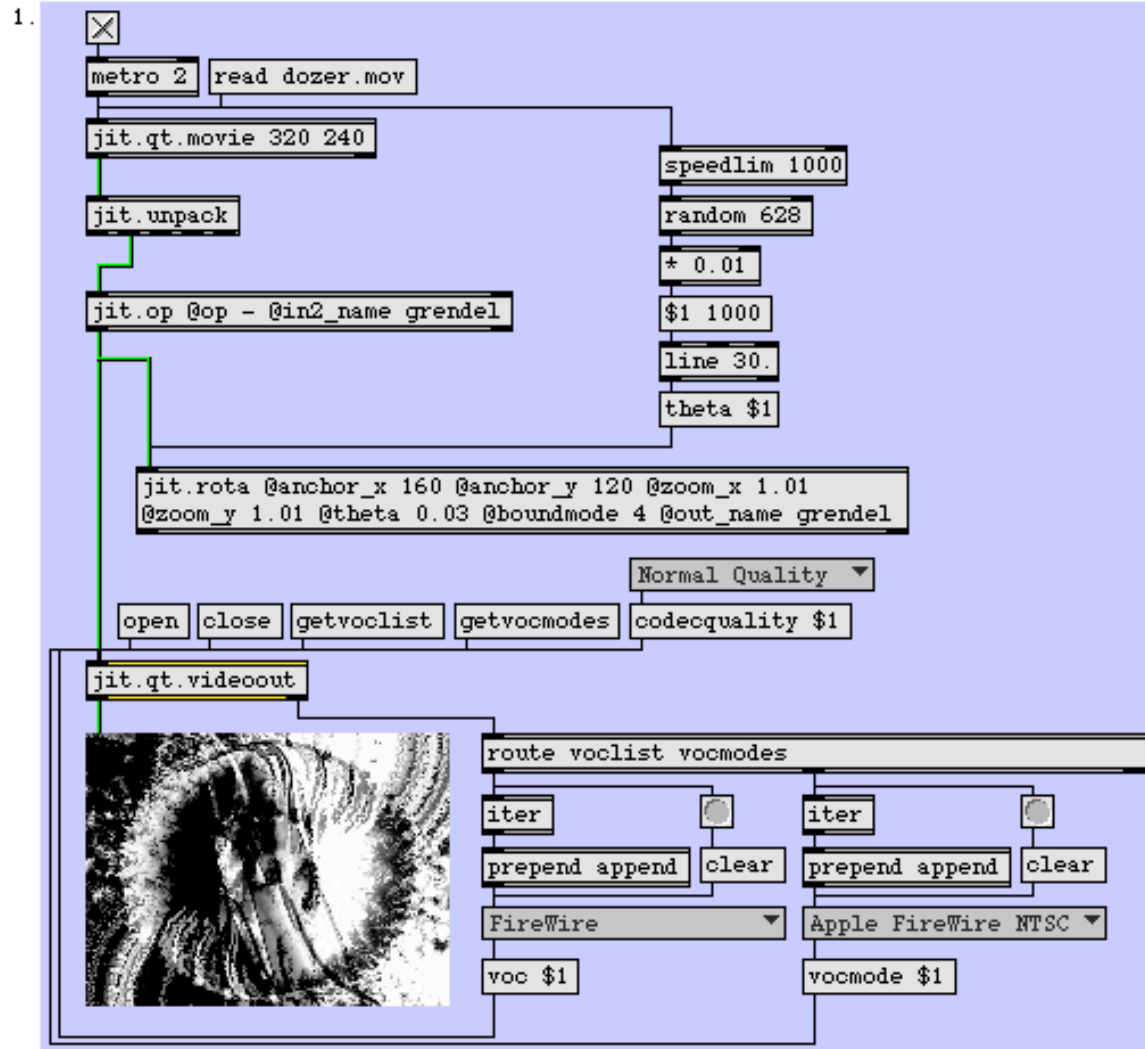 1.
metro 2
read dozer.mov
jit.qt.movie 320 240
speedlim 1000
jit.unpack
random 628
* 0.01
jit.op @op - @in2_name grendel
$1 1000
line 30.
theta $1
jit.rota @anchor_x 160 @anchor_y 120 @zoom_x 1.01
@zoom_y 1.01 @theta 0.03 @boundmode 4 @out_name grendel
Normal Quality
open
close
getvoclist
getvocmodes
codecquality $1
jit.qt.videoout
route voclist vocmodes
iter
iter
prepend append
clear
prepend append
clear
FireWire
Apple FireWire NTSC
voc $1
vocmode $1